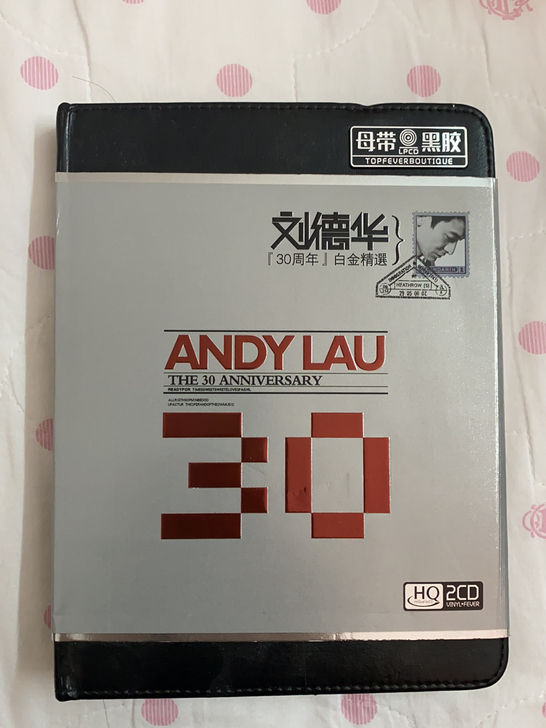 母带 黑胶
LPCD
TOPFEVERBOUTIQUE
刘德华
『30周年』白金精選
HEATHROW (3)
ANDY LAU
THE 30 ANNIVERSARY
30
HQ 2CD
VINYL•FEVER